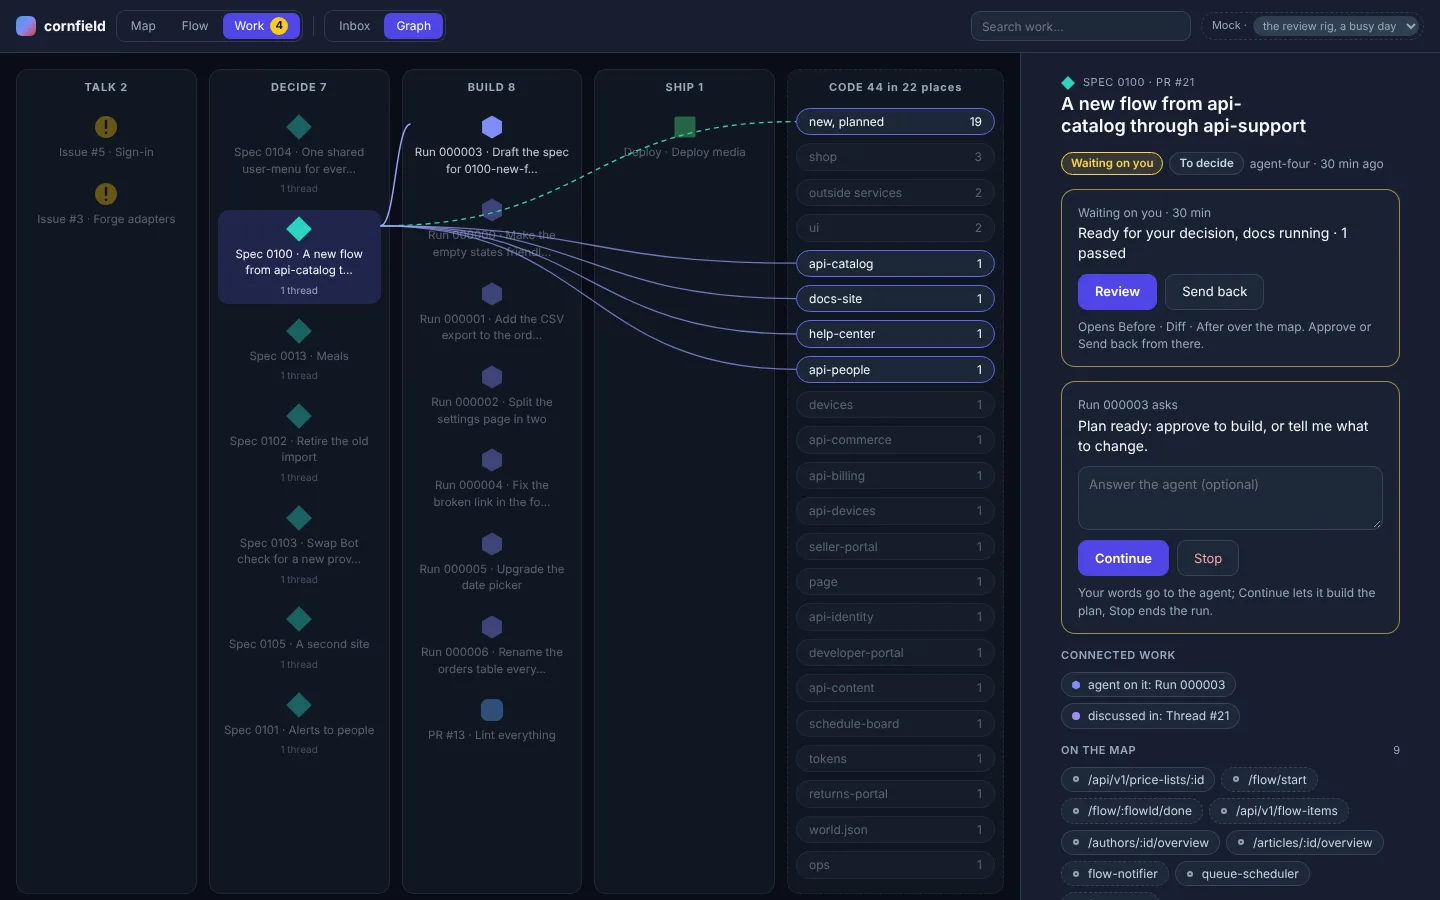 cornfield
Map
Flow
Work 4
Inbox
Graph
Search work...
Mock ·
the review rig, a busy day
TALK 2
Issue #5 · Sign-in
Issue #3 · Forge adapters
DECIDE 7
Spec 0104 · One shared
user-menu for ever...
1 thread
Spec 0100 · A new flow
from api-catalog t...
1 thread
Spec 0013 · Meals
1 thread
Spec 0102 · Retire the old
import
1 thread
Spec 0103 · Swap Bot
check for a new prov...
1 thread
Spec 0105 · A second site
1 thread
Spec 0101 · Alerts to people
1 thread
BUILD 8
Run 000003 · Draft the spec
for 0100-new-f...
Run 000000 · Make the
empty states friendl...
Run 000001 · Add the CSV
export to the ord...
Run 000002 · Split the
settings page in two
Run 000004 · Fix the
broken link in the fo...
Run 000005 · Upgrade the
date picker
Run 000006 · Rename the
orders table every...
PR #13 · Lint everything
SHIP 1
Deploy · Deploy media
CODE 44 in 22 places
new, planned 19
shop 3
outside services 2
ui 2
api-catalog 1
docs-site 1
help-center 1
api-people 1
devices 1
api-commerce 1
api-billing 1
api-devices 1
seller-portal 1
page 1
api-identity 1
developer-portal 1
api-content 1
schedule-board 1
tokens 1
returns-portal 1
world.json 1
ops 1
SPEC 0100 · PR #21
A new flow from api-
catalog through api-support
Waiting on you
To decide
agent-four · 30 min ago
Waiting on you · 30 min
Ready for your decision, docs running · 1
passed
Review
Send back
Opens Before · Diff · After over the map. Approve or
Send back from there.
Run 000003 asks
Plan ready: approve to build, or tell me what
to change.
Answer the agent (optional)
Continue
Stop
Your words go to the agent; Continue lets it build the
plan, Stop ends the run.
CONNECTED WORK
agent on it: Run 000003
discussed in: Thread #21
ON THE MAP 9
/api/v1/price-lists/:id
/flow/start
/flow/:flowId/done
/api/v1/flow-items
/authors/:id/overview
/articles/:id/overview
flow-notifier
queue-scheduler